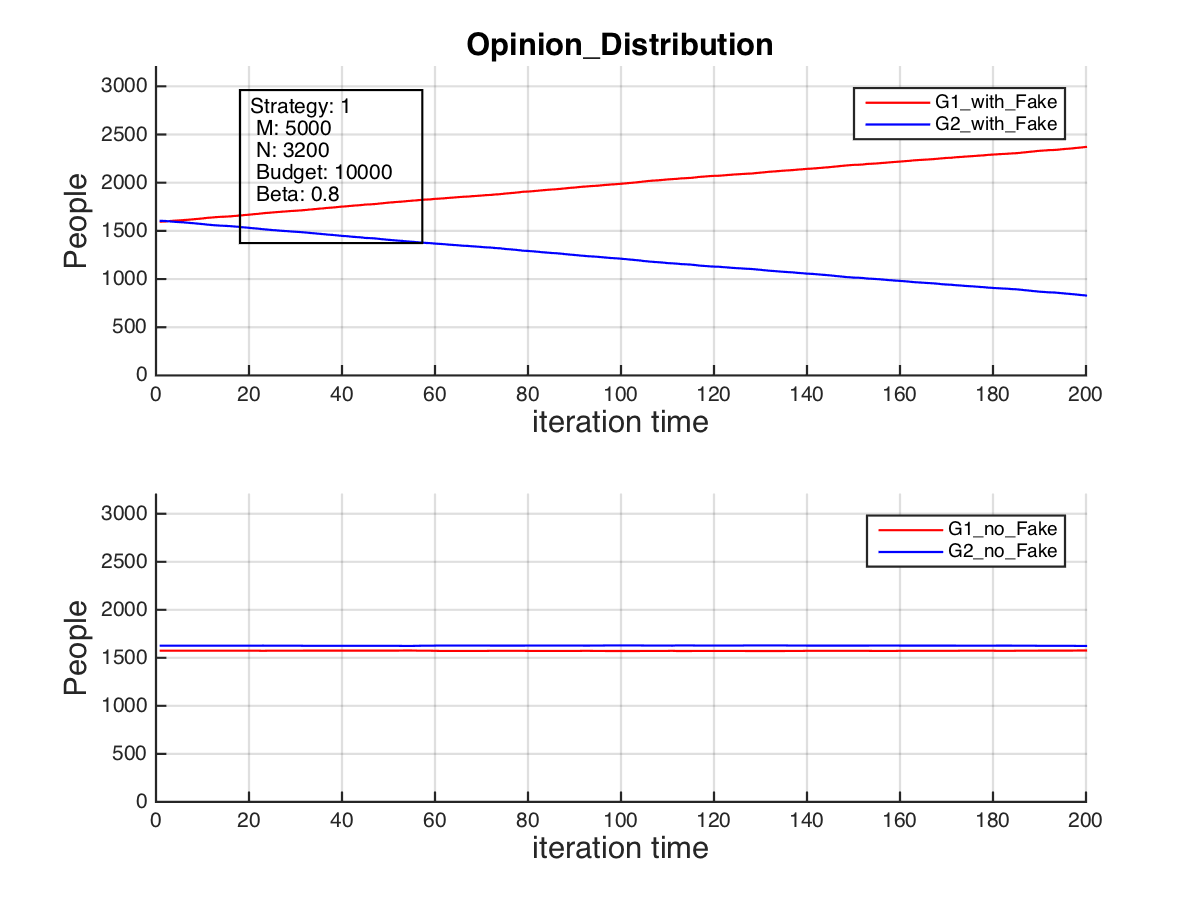 Opinion_Distribution
3000
2500
2000
1500
1000
500
0
People
Strategy: 1
M: 5000
N: 3200
Budget: 10000
Beta: 0.8
G1_with_Fake
G2_with_Fake
0 20 40 60 80 100 120 140 160 180 200
iteration time
3000
2500
2000
1500
1000
500
0
People
G1_no_Fake
G2_no_Fake
0 20 40 60 80 100 120 140 160 180 200
iteration time